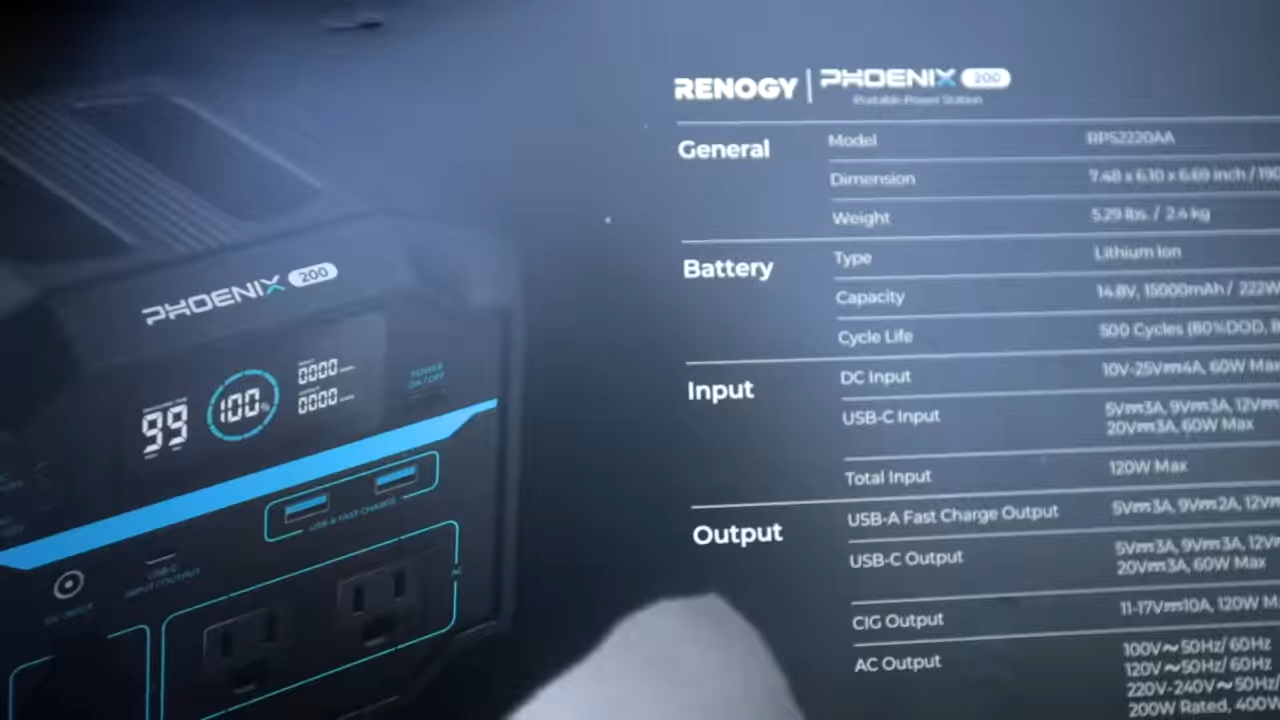 RENOGY | PHOENIX 200
Portable Power Station
General
Model RPS2220AA
Dimension 7.48 x 6.10 x 6.69 inch / 190
Weight 5.29 lbs. / 2.4 kg
Battery
Type Lithium Ion
Capacity 14.8V, 15000mAh / 222W
Cycle Life 500 Cycles (80%DOD,
Input
DC Input 10V-25V⎓4A, 60W Max
USB-C Input 5V⎓3A, 9V⎓3A, 12V⎓
20V⎓3A, 60W Max
Total Input 120W Max
Output
USB-A Fast Charge Output 5V⎓3A, 9V⎓2A, 12V⎓
USB-C Output 5V⎓3A, 9V⎓3A, 12V⎓
20V⎓3A, 60W Max
CIG Output 11-17V⎓10A, 120W M
AC Output 100V~50Hz/ 60Hz
120V~50Hz/ 60Hz
220V-240V~50Hz/
200W Rated, 400W
PHOENIX 200
99
100%
0000
0000
POWER
ON/OFF
USB-A FAST CHARGE
USB-C
INPUT/OUTPUT
DC INPUT
AC